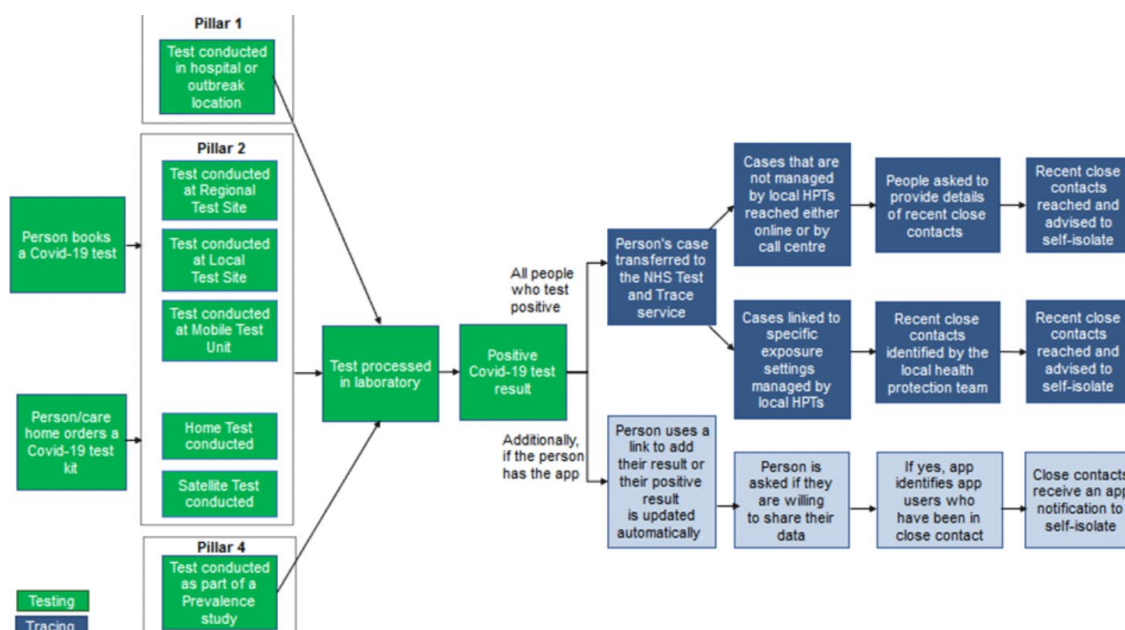 Pillar 1
Test conducted
in hospital or
outbreak
location
Pillar 2
Test conducted
at Regional
Test Site
Person books
a Covid-19 test
Test conducted
at Local
Test Site
Test conducted
at Mobile Test
Unit
Person/care
home orders a
Covid-19 test
kit
Home Test
conducted
Satellite Test
conducted
Pillar 4
Test conducted
as part of a
Prevalence
study
Test processed
in laboratory
Positive
Covid-19 test
result
All people
who test
positive
Person's case
transferred to
the NHS Test
and Trace
service
Cases that are
not managed
by local HPTs
reached either
online or by
call centre
People asked to
provide details
of recent close
contacts
Recent close
contacts
reached and
advised to
self-isolate
Cases linked to
specific
exposure
settings
managed by
local HPTs
Recent close
contacts
identified by the
local health
protection team
Recent close
contacts
reached and
advised to
self-isolate
Additionally,
if the person
has the app
Person uses a
link to add
their result or
their positive
result
is updated
automatically
Person is
asked if they
are willing
to share their
data
If yes, app
identifies app
users who
have been in
close contact
Close contacts
receive an app
notification to
self-isolate
Testing
Tracing